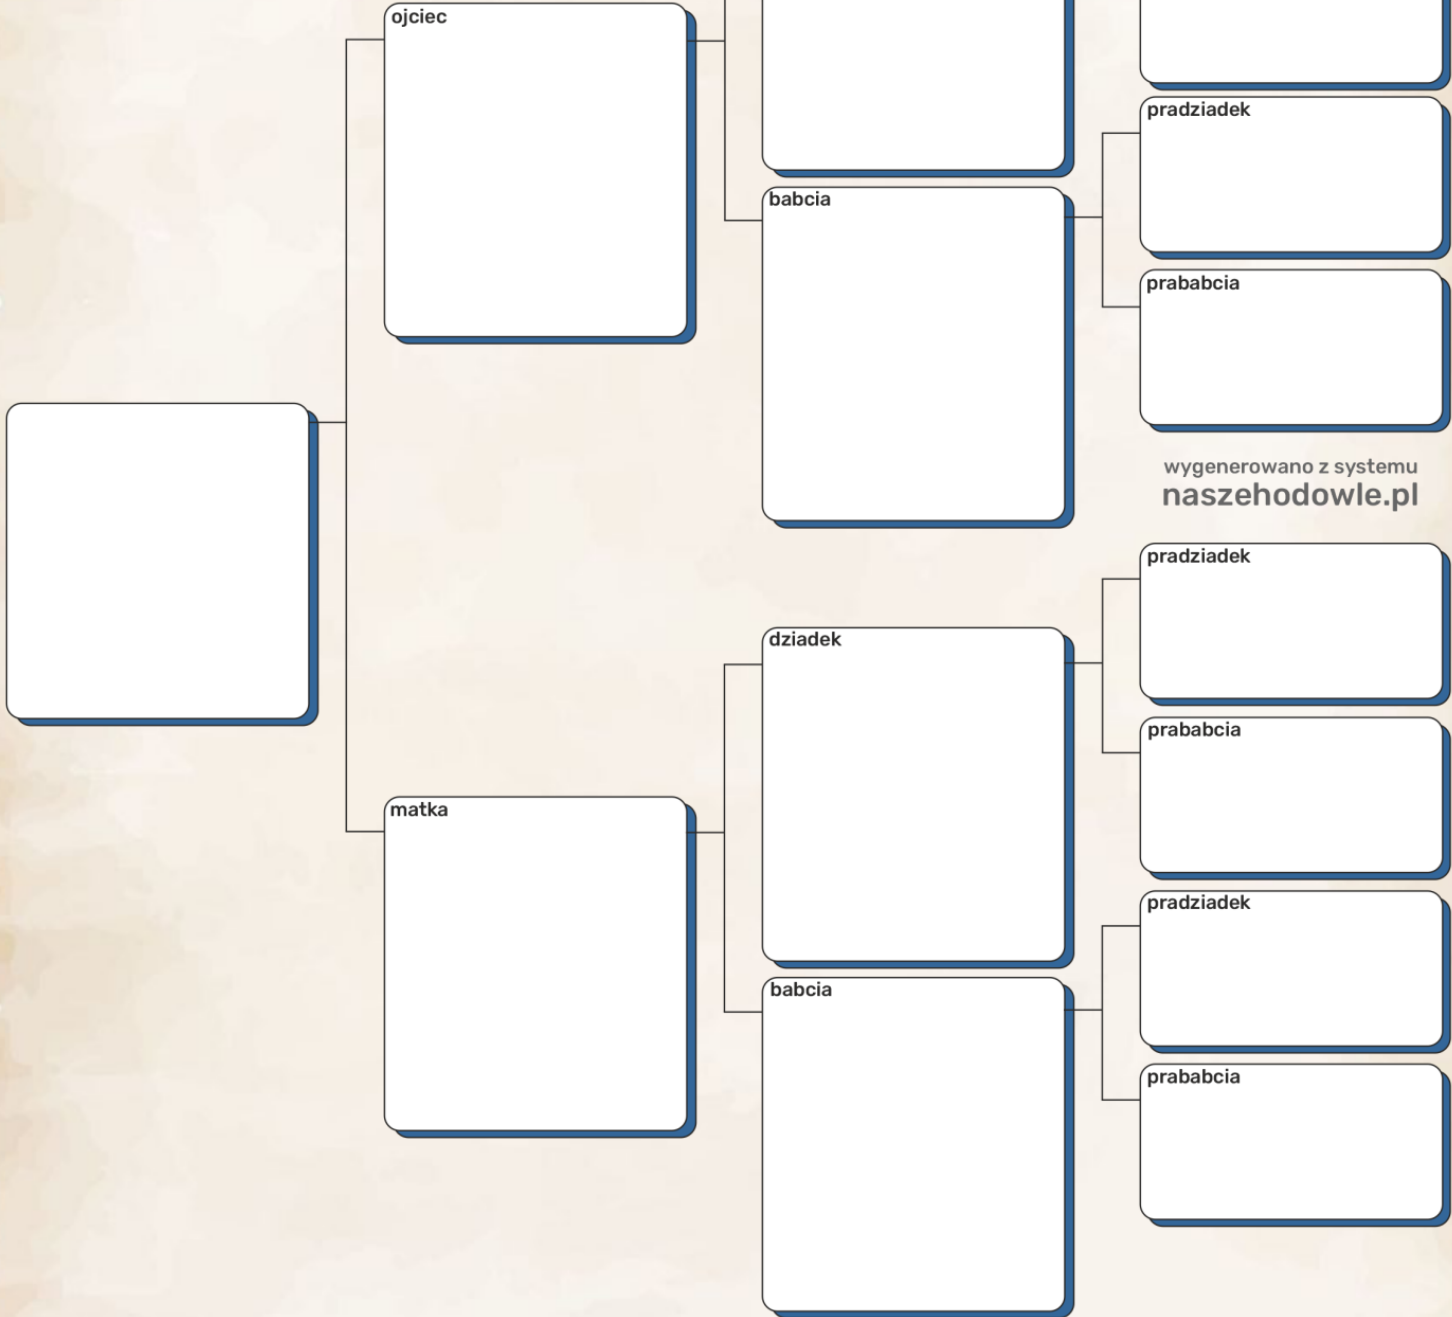 ojciec
pradziadek
babcia
prababcia
wygenerowano z systemu
naszehodowle.pl
pradziadek
dziadek
prababcia
matka
pradziadek
babcia
prababcia